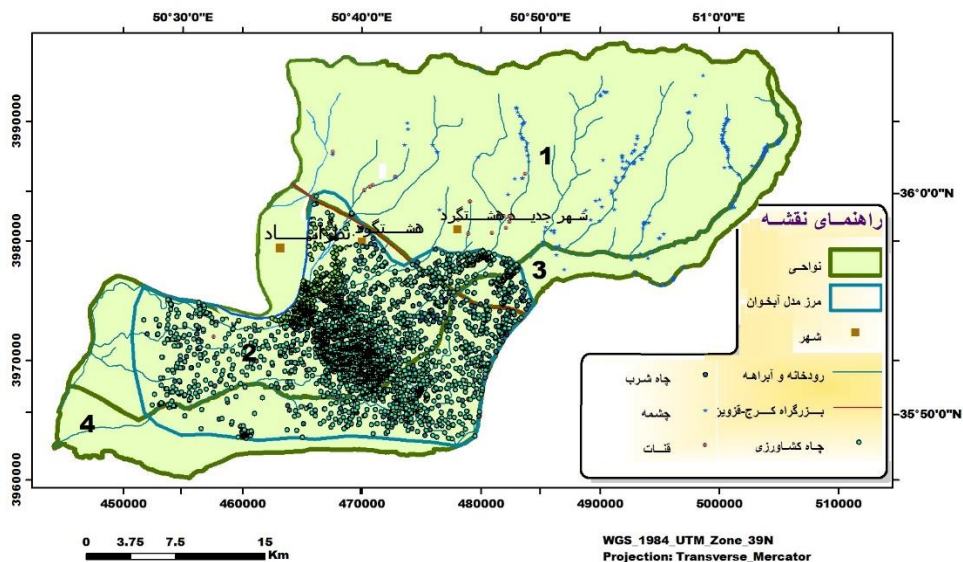 50°30'0"E 50°40'0"E 50°50'0"E 51°0'0"E
3990000
3980000
3970000
3960000
36°0'0"N
35°50'0"N
1
2
3
4
شهر جدید هشتگرد
هشتگرد
نظرآباد
راهنمای نقشه
نواحی
مرز مدل آبخوان
شهر
رودخانه و آبراهه
چاه شرب
بزرگراه کرج-قزوین
چشمه
چاه کشاورزی
قنات
450000 460000 470000 480000 490000 500000 510000
0 3.75 7.5 15
Km
WGS_1984_UTM_Zone_39N
Projection: Transverse_Mercator